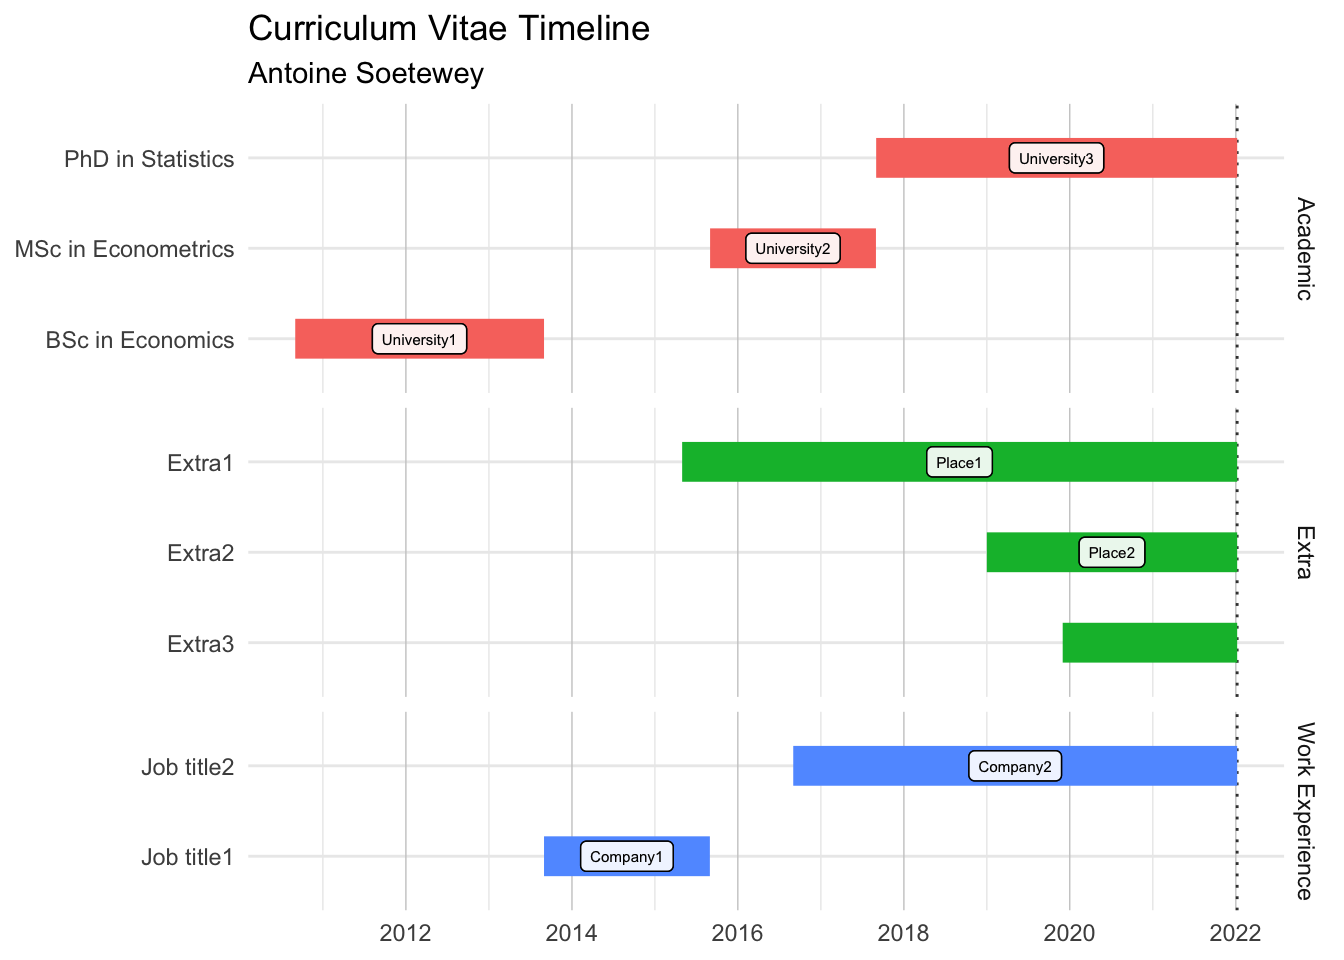 Curriculum Vitae Timeline
Antoine Soetewey
PhD in Statistics
University3
MSc in Econometrics
University2
BSc in Economics
University1
Academic
Extra1
Place1
Extra2
Place2
Extra3
Extra
Job title2
Company2
Job title1
Company1
Work Experience
2012 2014 2016 2018 2020 2022